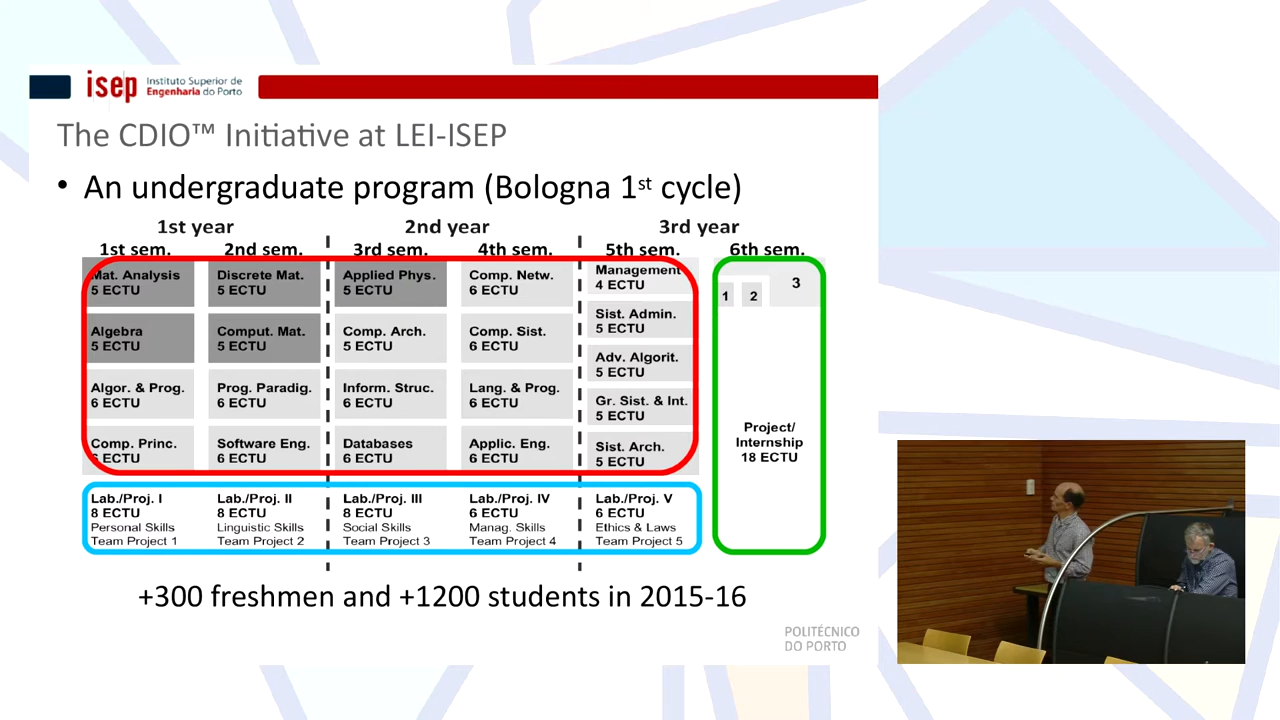 isep Instituto Superior de
Engenharia do Porto
The CDIO™ Initiative at LEI-ISEP
• An undergraduate program (Bologna 1st cycle)
1st year 2nd year 3rd year
1st sem. 2nd sem. 3rd sem. 4th sem. 5th sem. 6th sem.
Mat. Analysis
5 ECTU
Discrete Mat.
5 ECTU
Applied Phys.
5 ECTU
Comp. Netw.
6 ECTU
Management
4 ECTU
1 2 3
Algebra
5 ECTU
Comput. Mat.
5 ECTU
Comp. Arch.
5 ECTU
Comp. Sist.
6 ECTU
Sist. Admin.
5 ECTU
Adv. Algorit.
5 ECTU
Algor. & Prog.
6 ECTU
Prog. Paradig.
6 ECTU
Inform. Struc.
6 ECTU
Lang. & Prog.
6 ECTU
Gr. Sist. & Int.
5 ECTU
Comp. Princ.
6 ECTU
Software Eng.
6 ECTU
Databases
6 ECTU
Applic. Eng.
6 ECTU
Sist. Arch.
5 ECTU
Project/
Internship
18 ECTU
Lab./Proj. I
8 ECTU
Personal Skills
Team Project 1
Lab./Proj. II
8 ECTU
Linguistic Skills
Team Project 2
Lab./Proj. III
8 ECTU
Social Skills
Team Project 3
Lab./Proj. IV
6 ECTU
Manag. Skills
Team Project 4
Lab./Proj. V
6 ECTU
Ethics & Laws
Team Project 5
+300 freshmen and +1200 students in 2015-16
POLITÉCNICO
DO PORTO